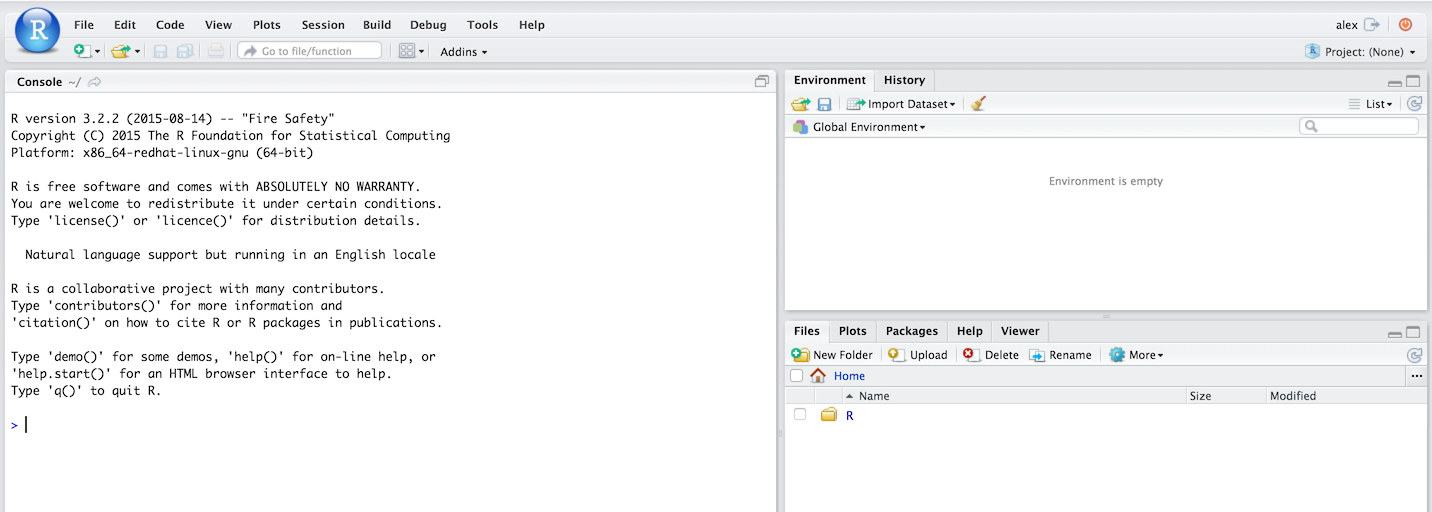 R
File Edit Code View Plots Session Build Debug Tools Help
alex
Go to file/function
Addins
Project: (None)
Console ~/
R version 3.2.2 (2015-08-14) -- "Fire Safety"
Copyright (C) 2015 The R Foundation for Statistical Computing
Platform: x86_64-redhat-linux-gnu (64-bit)
R is free software and comes with ABSOLUTELY NO WARRANTY.
You are welcome to redistribute it under certain conditions.
Type 'license()' or 'licence()' for distribution details.
Natural language support but running in an English locale
R is a collaborative project with many contributors.
Type 'contributors()' for more information and
'citation()' on how to cite R or R packages in publications.
Type 'demo()' for some demos, 'help()' for on-line help, or
'help.start()' for an HTML browser interface to help.
Type 'q()' to quit R.
>
Environment History
Import Dataset
List
Global Environment
Environment is empty
Files Plots Packages Help Viewer
New Folder Upload Delete Rename More
Home
...
Name Size Modified
R